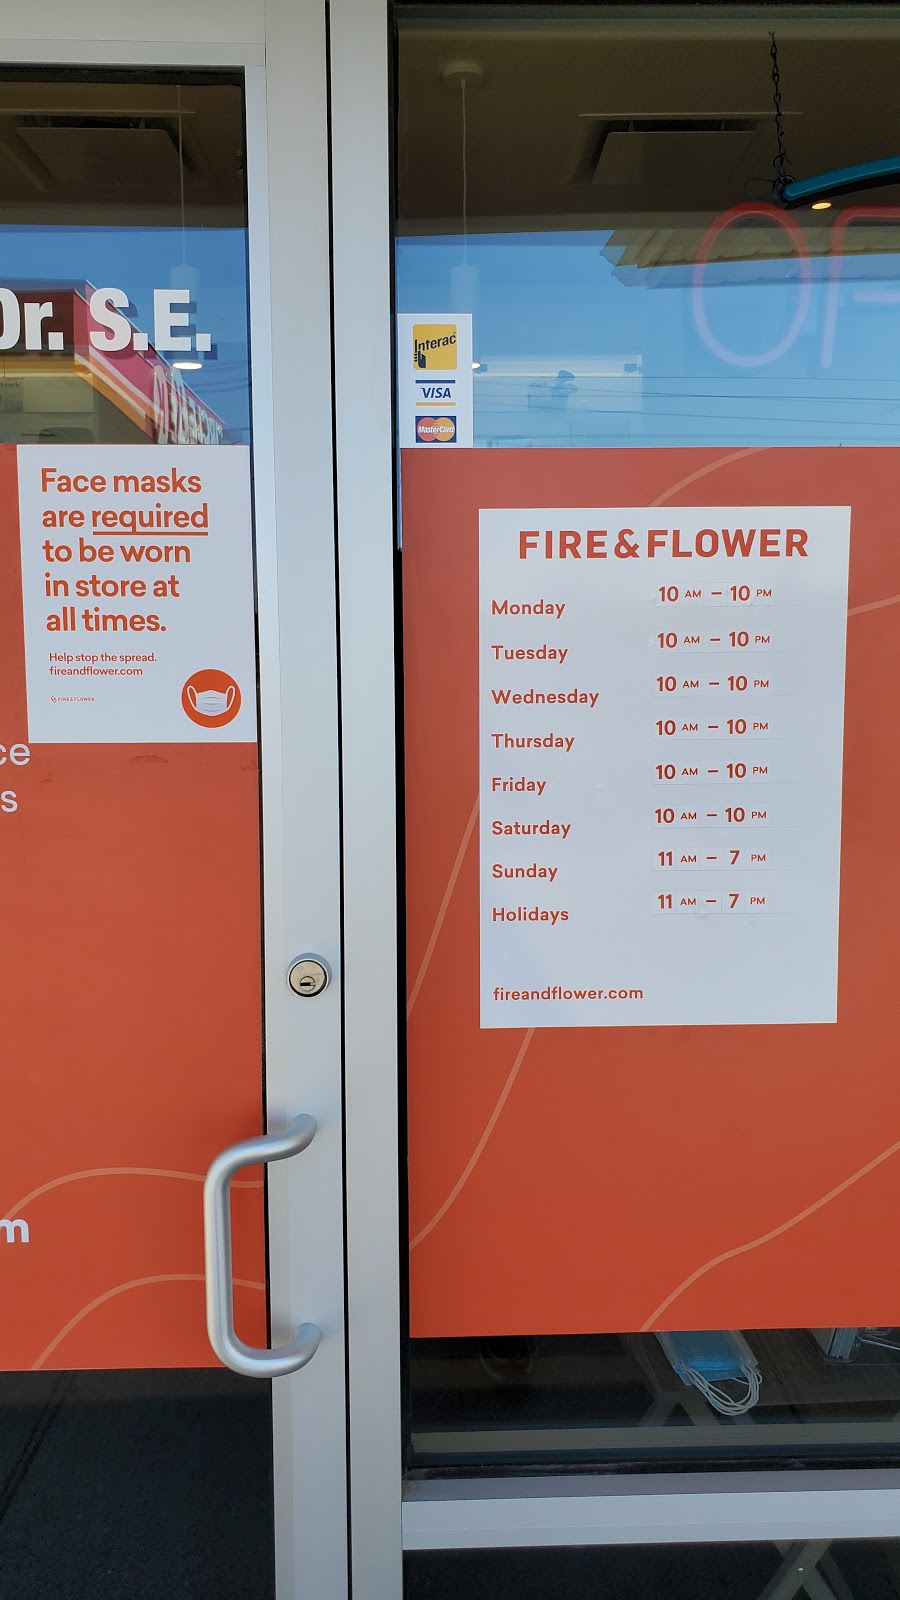 Dr. S.E.
Interac
VISA
MasterCard
Face masks
are required
to be worn
in store at
all times.
Help stop the spread.
fireandflower.com
FIRE&FLOWER
FIRE&FLOWER
Monday 10 AM – 10 PM
Tuesday 10 AM – 10 PM
Wednesday 10 AM – 10 PM
Thursday 10 AM – 10 PM
Friday 10 AM – 10 PM
Saturday 10 AM – 10 PM
Sunday 11 AM – 7 PM
Holidays 11 AM – 7 PM
fireandflower.com